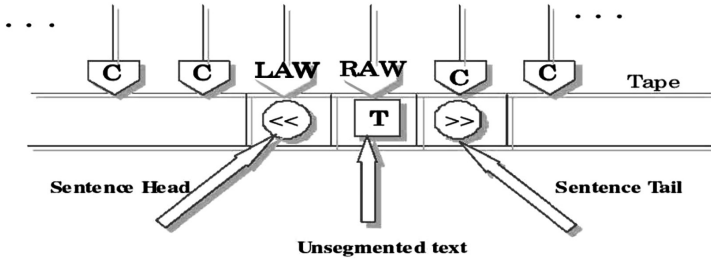 . . . . . .
C C LAW RAW C C
Tape
<< T >>
Sentence Head Sentence Tail
Unsegmented text